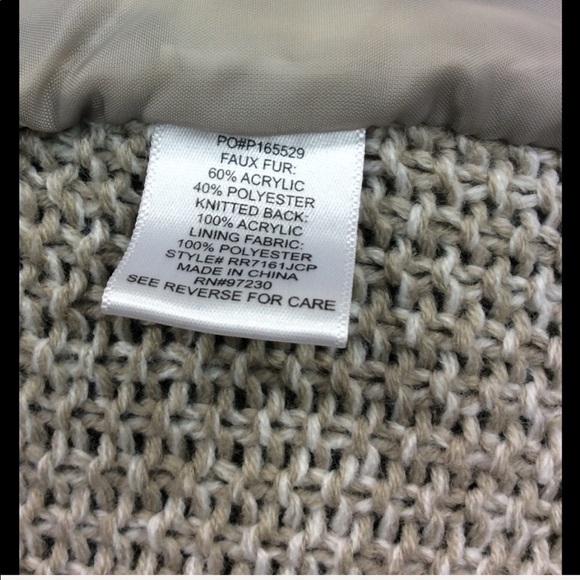 PO#P165529
FAUX FUR:
60% ACRYLIC
40% POLYESTER
KNITTED BACK:
100% ACRYLIC
LINING FABRIC:
100% POLYESTER
STYLE# RR7161JCP
MADE IN CHINA
RN#97230
SEE REVERSE FOR CARE